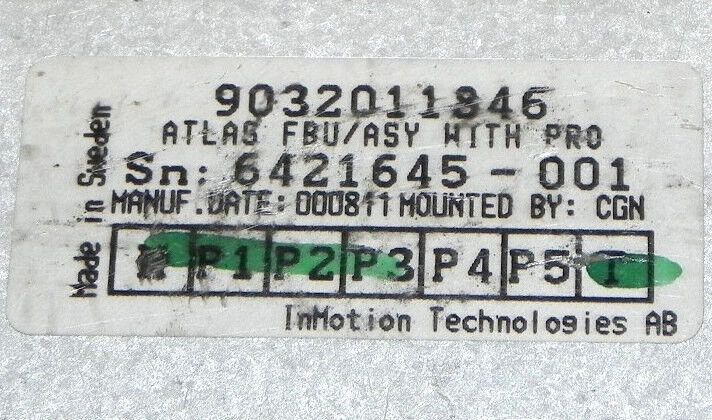 9032011846
ATLAS FBU/ASY WITH PRO
Sn: 6421645-001
MANUF.DATE: 000811 MOUNTED BY: CGN
Made in Sweden
P1 P2 P3 P4 P5 T
InMotion Technologies AB